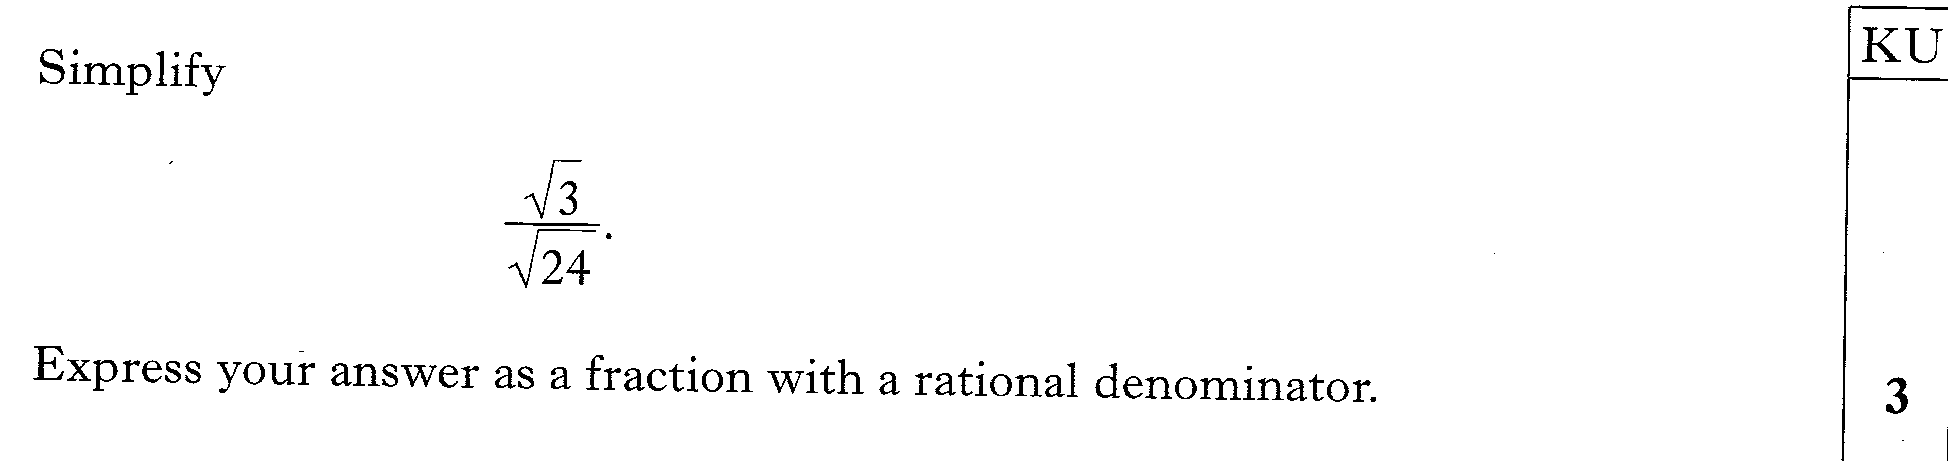 KU
Simplify
√3
√24.
Express your answer as a fraction with a rational denominator.
3